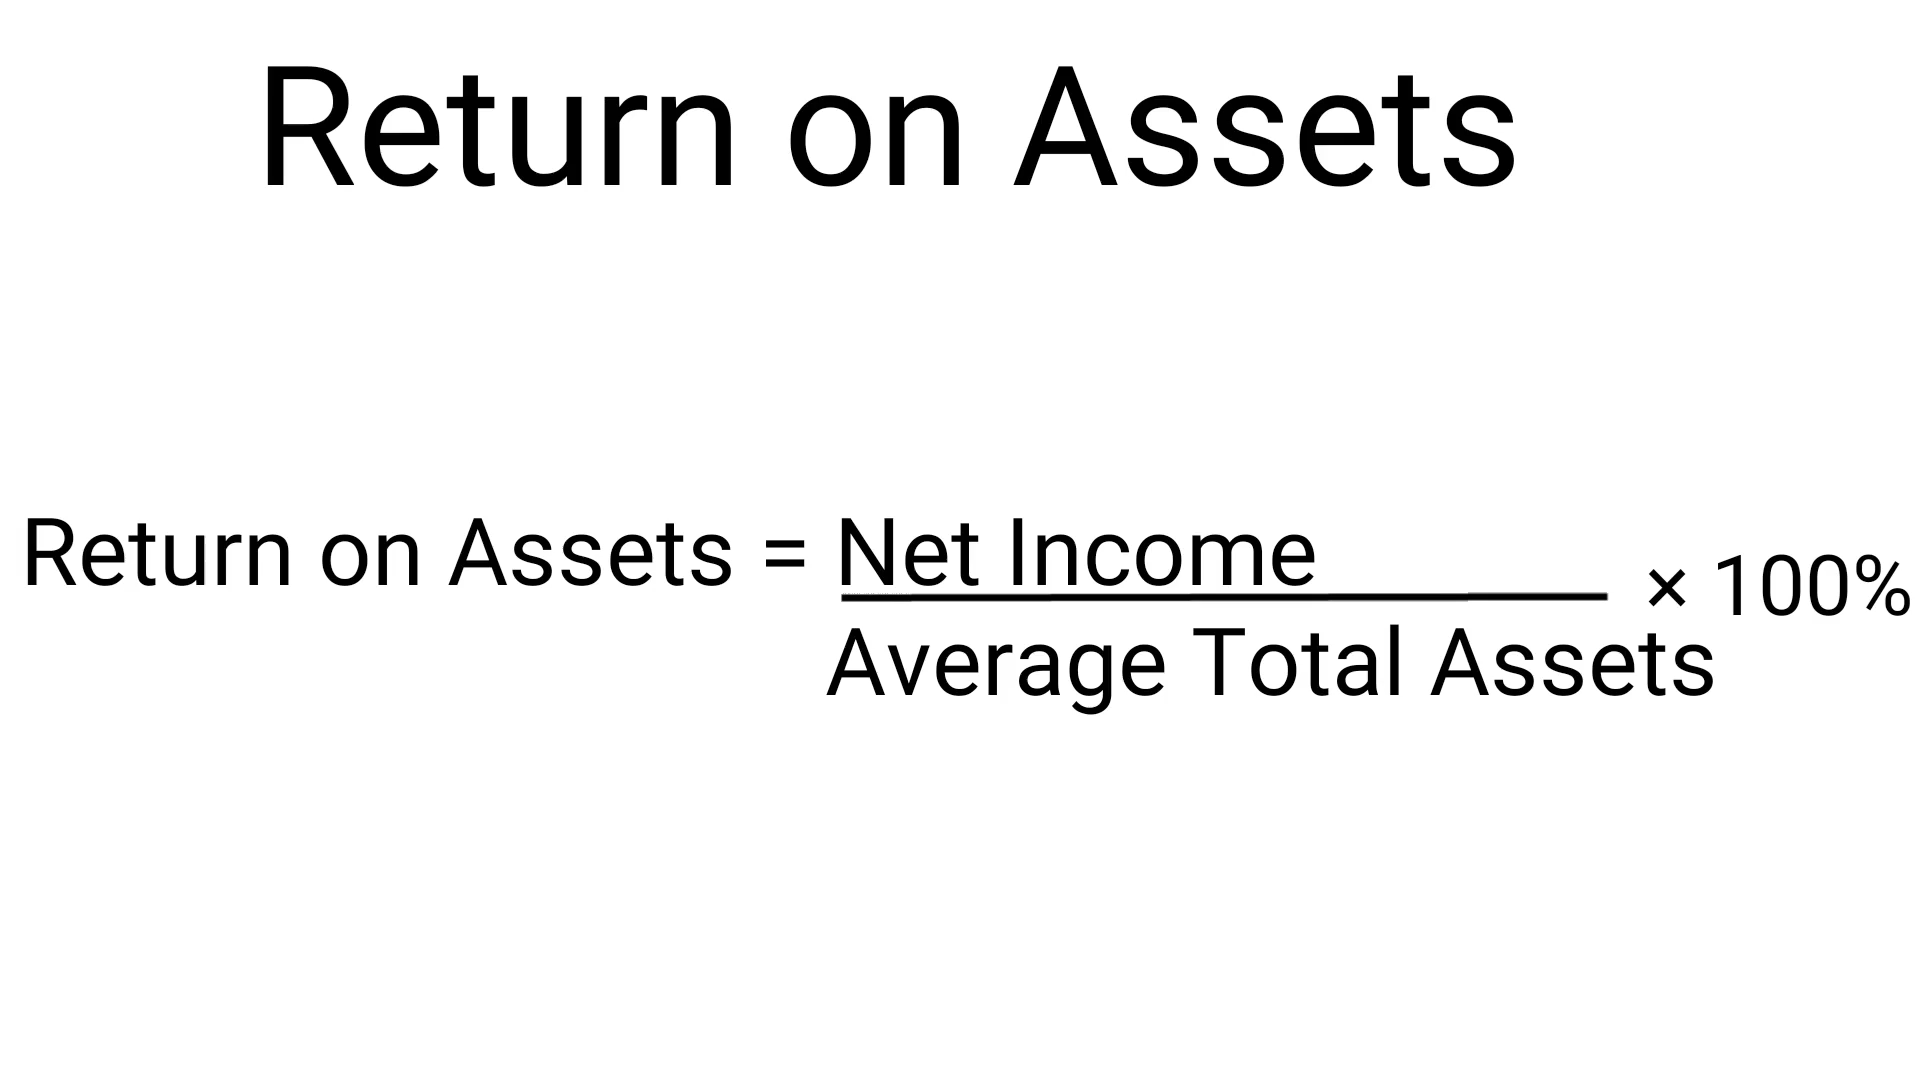 Return on Assets
Return on Assets = Net Income
× 100%
Average Total Assets